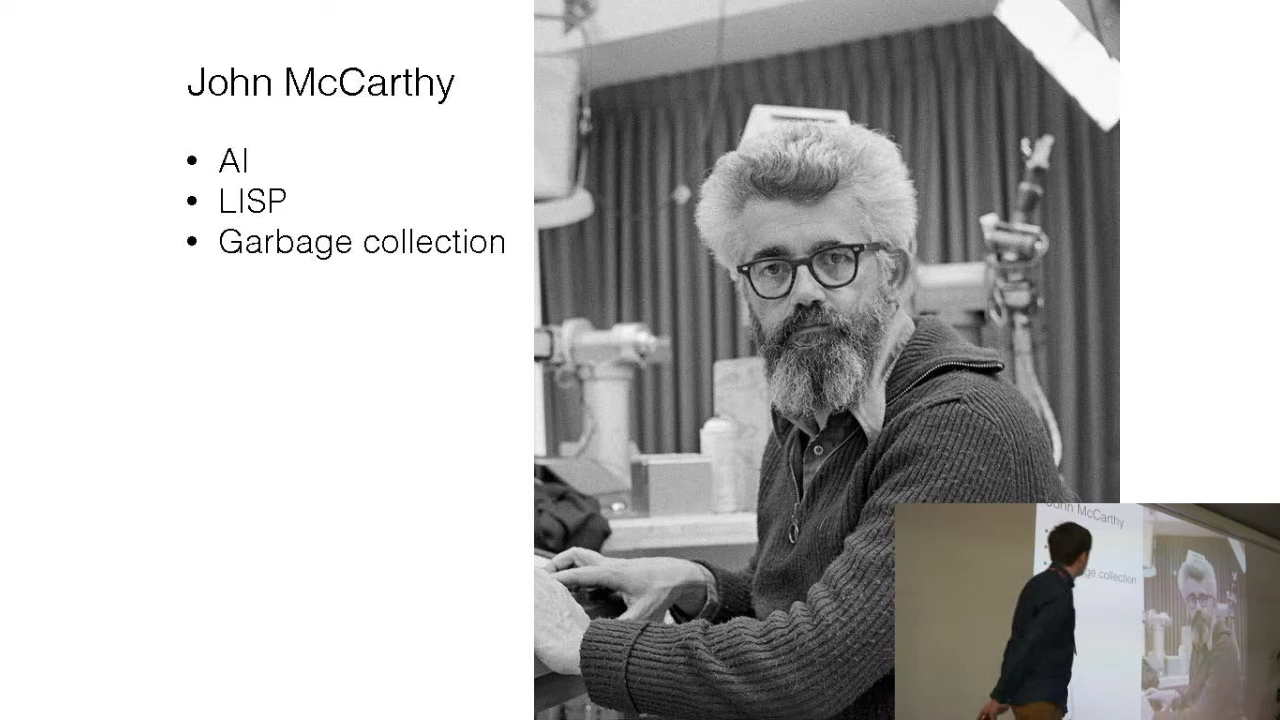 John McCarthy
• AI
• LISP
• Garbage collection
John McCarthy
ge collection